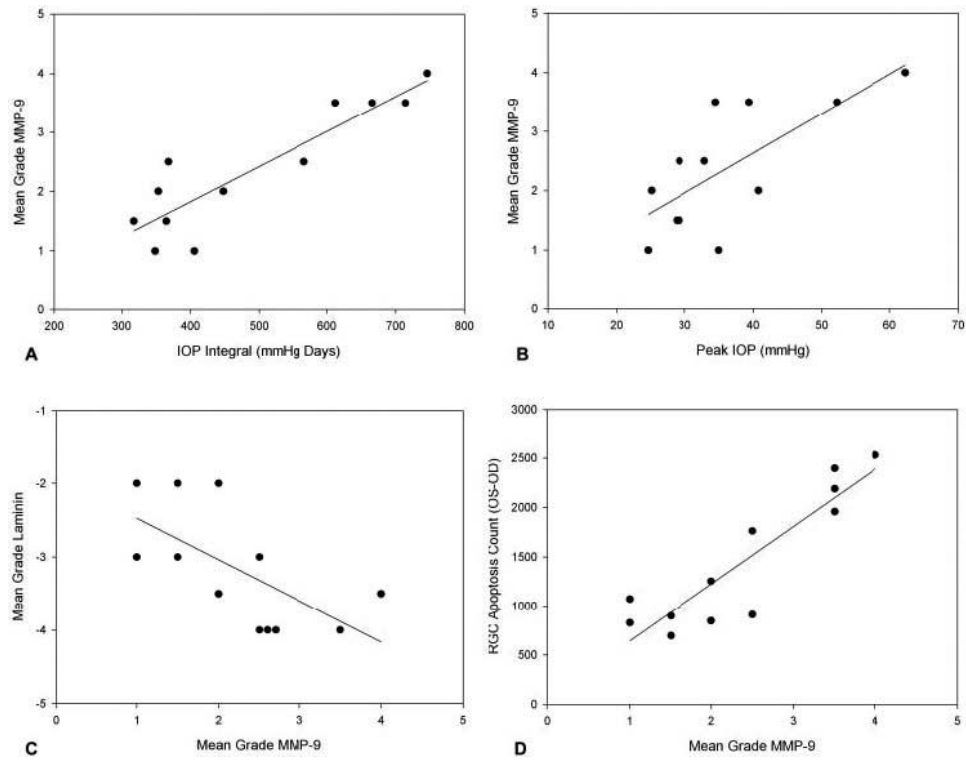 5
4
3
2
1
0
Mean Grade MMP-9
200 300 400 500 600 700 800
IOP Integral (mmHg Days)
A
5
4
3
2
1
0
Mean Grade MMP-9
10 20 30 40 50 60 70
Peak IOP (mmHg)
B
-1
-2
-3
-4
-5
Mean Grade Laminin
0 1 2 3 4 5
Mean Grade MMP-9
C
3000
2500
2000
1500
1000
500
0
RGC Apoptosis Count (OS-OD)
0 1 2 3 4 5
Mean Grade MMP-9
D